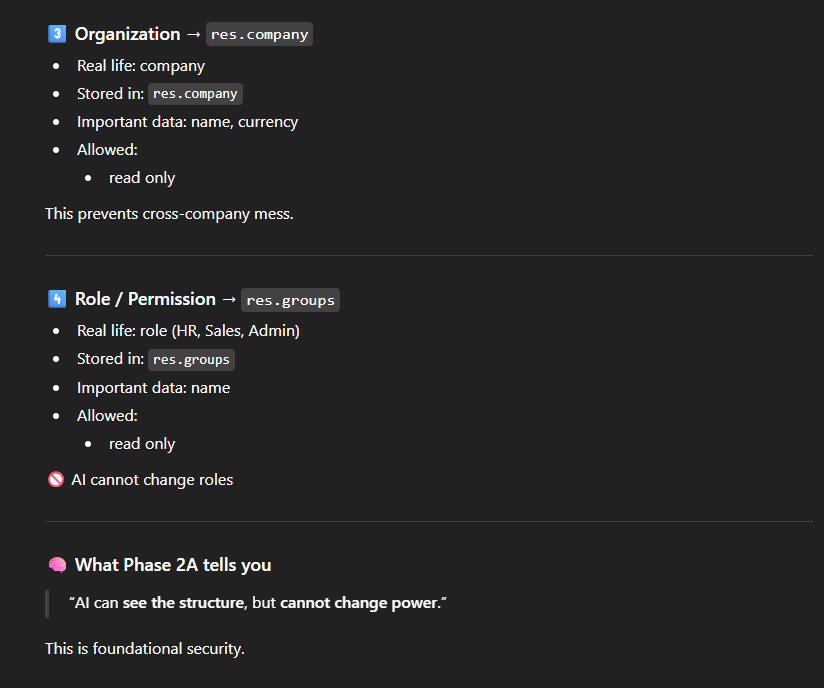 3️⃣ Organization → res.company
• Real life: company
• Stored in: res.company
• Important data: name, currency
• Allowed:
• read only
This prevents cross-company mess.
4️⃣ Role / Permission → res.groups
• Real life: role (HR, Sales, Admin)
• Stored in: res.groups
• Important data: name
• Allowed:
• read only
🚫 AI cannot change roles
🧠 What Phase 2A tells you
“AI can see the structure, but cannot change power.”
This is foundational security.